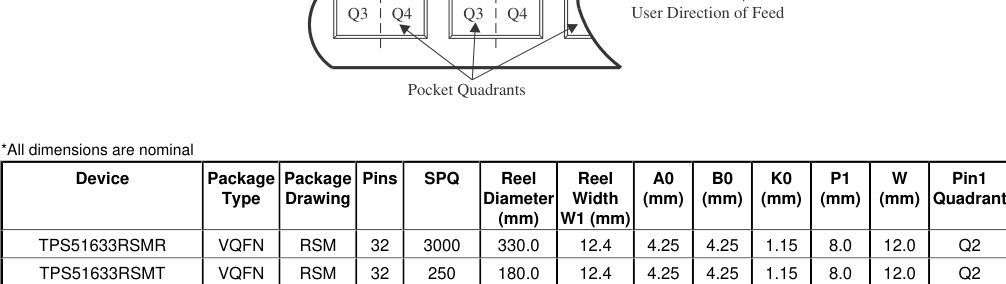 User Direction of Feed
Q3 Q4 Q3 Q4
Pocket Quadrants
*All dimensions are nominal
Device Package Type Package Drawing Pins SPQ Reel Diameter (mm) Reel Width W1 (mm) A0 (mm) B0 (mm) K0 (mm) P1 (mm) W (mm) Pin1 Quadrant
TPS51633RSMR VQFN RSM 32 3000 330.0 12.4 4.25 4.25 1.15 8.0 12.0 Q2
TPS51633RSMT VQFN RSM 32 250 180.0 12.4 4.25 4.25 1.15 8.0 12.0 Q2